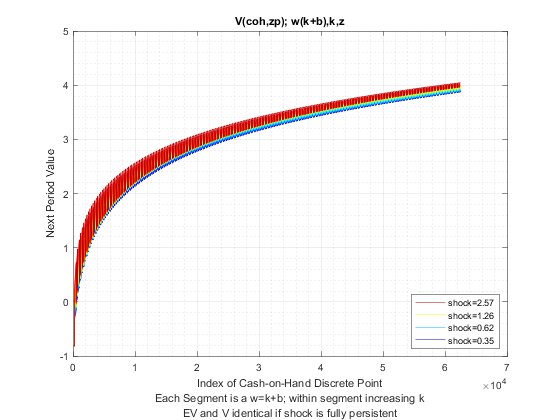 V(coh,zp); w(k+b),k,z
5
4
3
2
1
0
-1
Next Period Value
0 1 2 3 4 5 6 7
×10^4
shock=2.57
shock=1.26
shock=0.62
shock=0.35
Index of Cash-on-Hand Discrete Point
Each Segment is a w=k+b; within segment increasing k
EV and V identical if shock is fully persistent